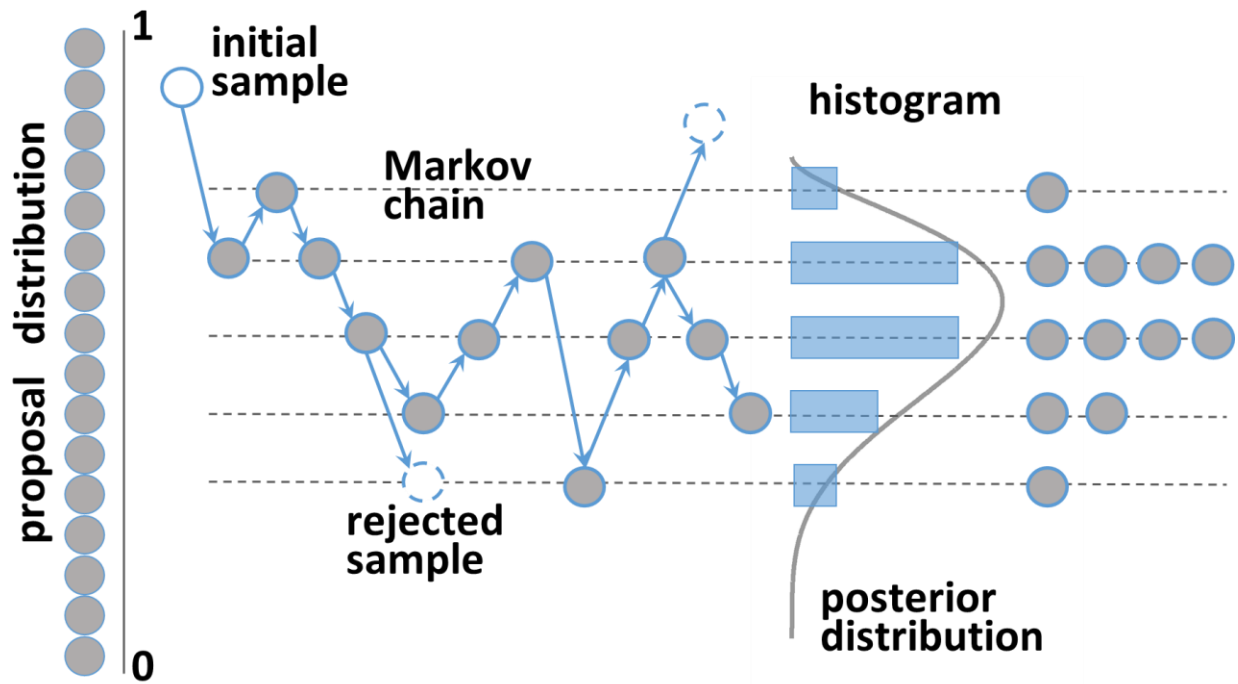 proposal distribution
1
0
initial
sample
Markov
chain
rejected
sample
histogram
posterior
distribution